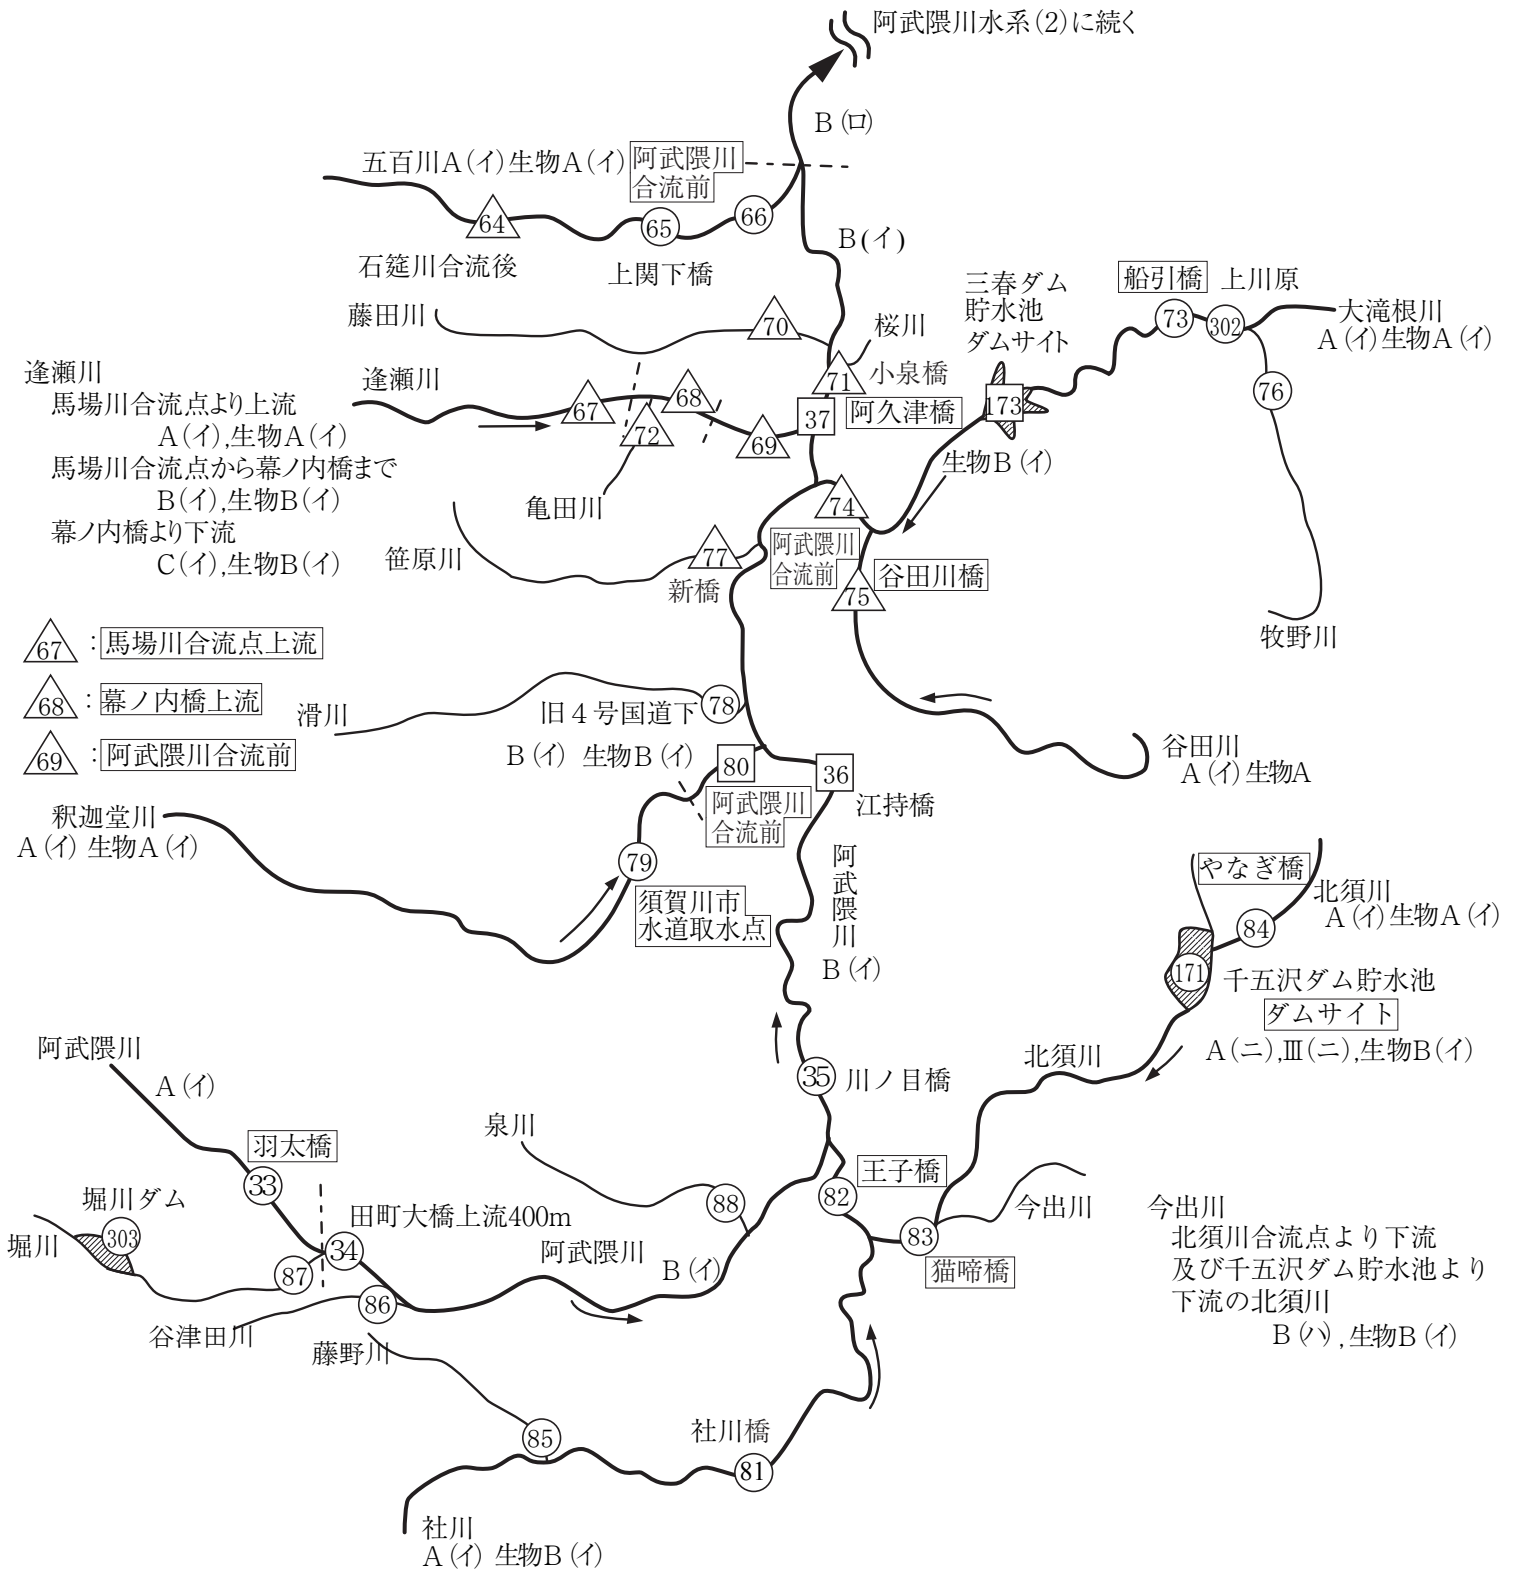 阿武隈川水系(2)に続く
B(ロ)
五百川A(イ)生物A(イ)
阿武隈川
合流前
64
65
66
石筵川合流後
上関下橋
B(イ)
藤田川
70
桜川
三春ダム
貯水池
ダムサイト
船引橋
上川原
73
302
大滝根川
A(イ)生物A(イ)
76
牧野川
逢瀬川
馬場川合流点より上流
A(イ),生物A(イ)
馬場川合流点から幕ノ内橋まで
B(イ),生物B(イ)
幕ノ内橋より下流
C(イ),生物B(イ)
逢瀬川
67
68
72
69
71
小泉橋
37
阿久津橋
173
生物B(イ)
亀田川
74
笹原川
77
新橋
阿武隈川
合流前
谷田川橋
75
67:馬場川合流点上流
68:幕ノ内橋上流
69:阿武隈川合流前
滑川
旧4号国道下
78
B(イ) 生物B(イ)
80
36
谷田川
A(イ)生物A
阿武隈川
合流前
江持橋
釈迦堂川
A(イ)生物A(イ)
79
須賀川市
水道取水点
阿武隈川
B(イ)
やなぎ橋
北須川
A(イ)生物A(イ)
84
171
千五沢ダム貯水池
ダムサイト
A(ニ),Ⅲ(ニ),生物B(イ)
北須川
阿武隈川
A(イ)
35
川ノ目橋
泉川
羽太橋
33
王子橋
82
88
堀川ダム
303
堀川
34
田町大橋上流400m
87
86
阿武隈川
B(イ)
83
猫啼橋
今出川
今出川
北須川合流点より下流
及び千五沢ダム貯水池より
下流の北須川
B(ハ),生物B(イ)
谷津田川
藤野川
85
社川橋
81
社川
A(イ) 生物B(イ)